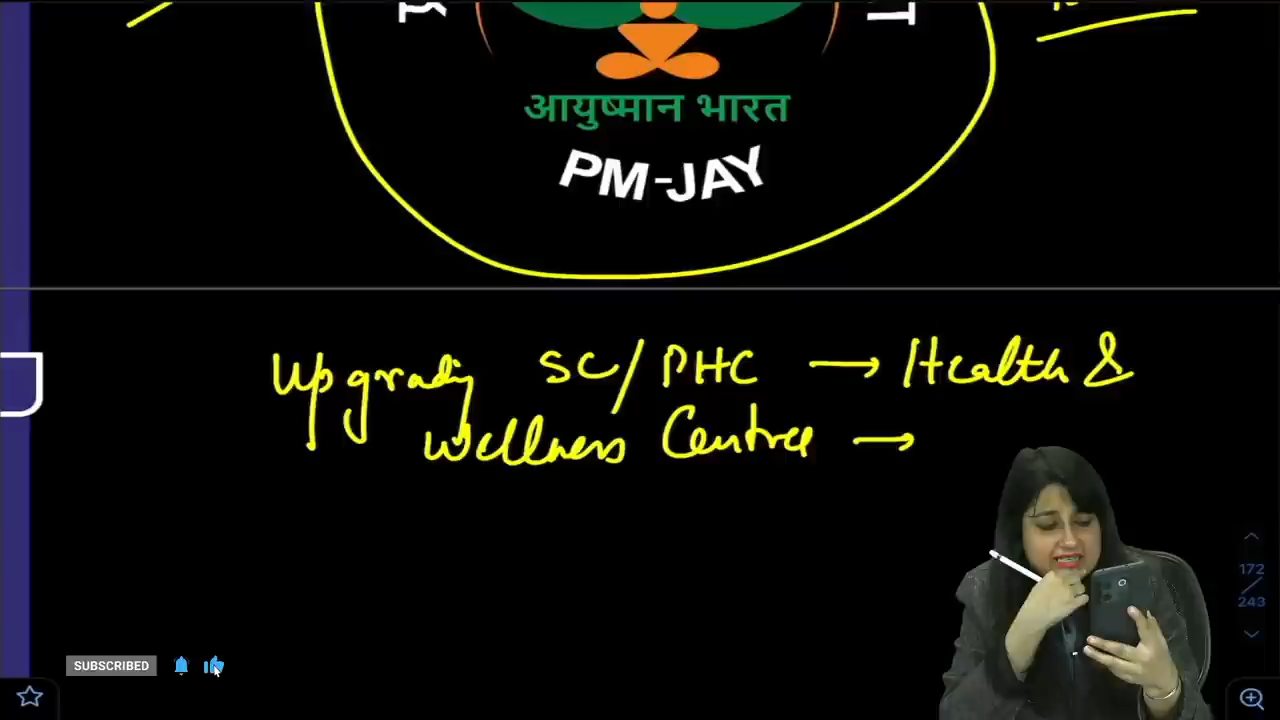 आयुष्मान भारत
PM-JAY
Upgrading SC/PHC → Health &
Wellness Centre →
172
243
SUBSCRIBED